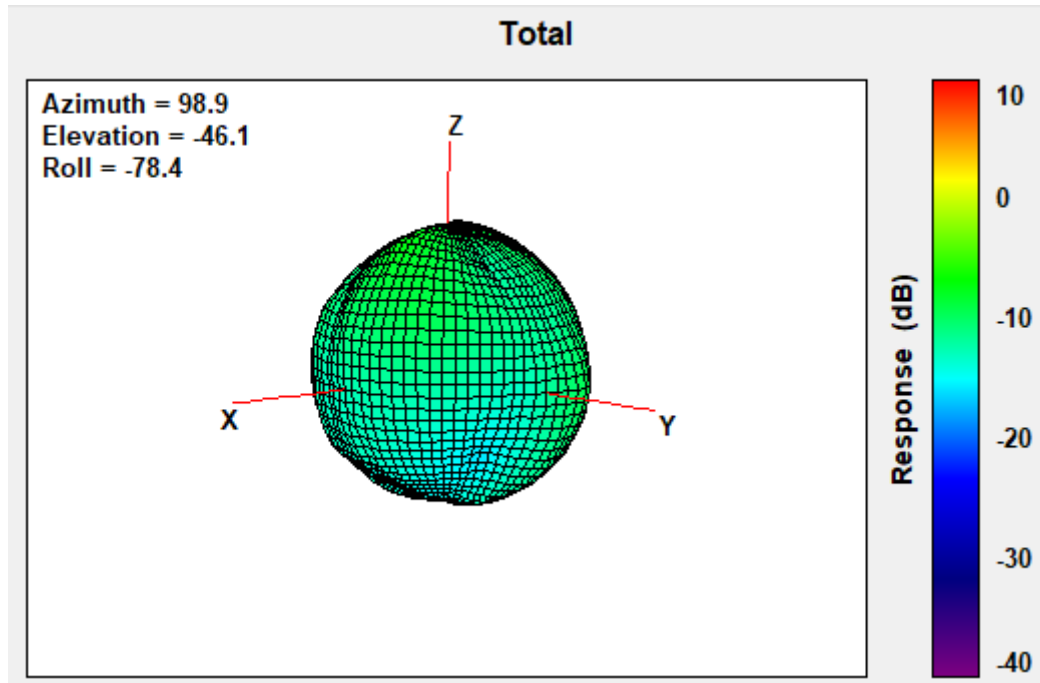 Total
Azimuth = 98.9
Elevation = -46.1
Roll = -78.4
Z
X
Y
10
0
-10
-20
-30
-40
Response (dB)